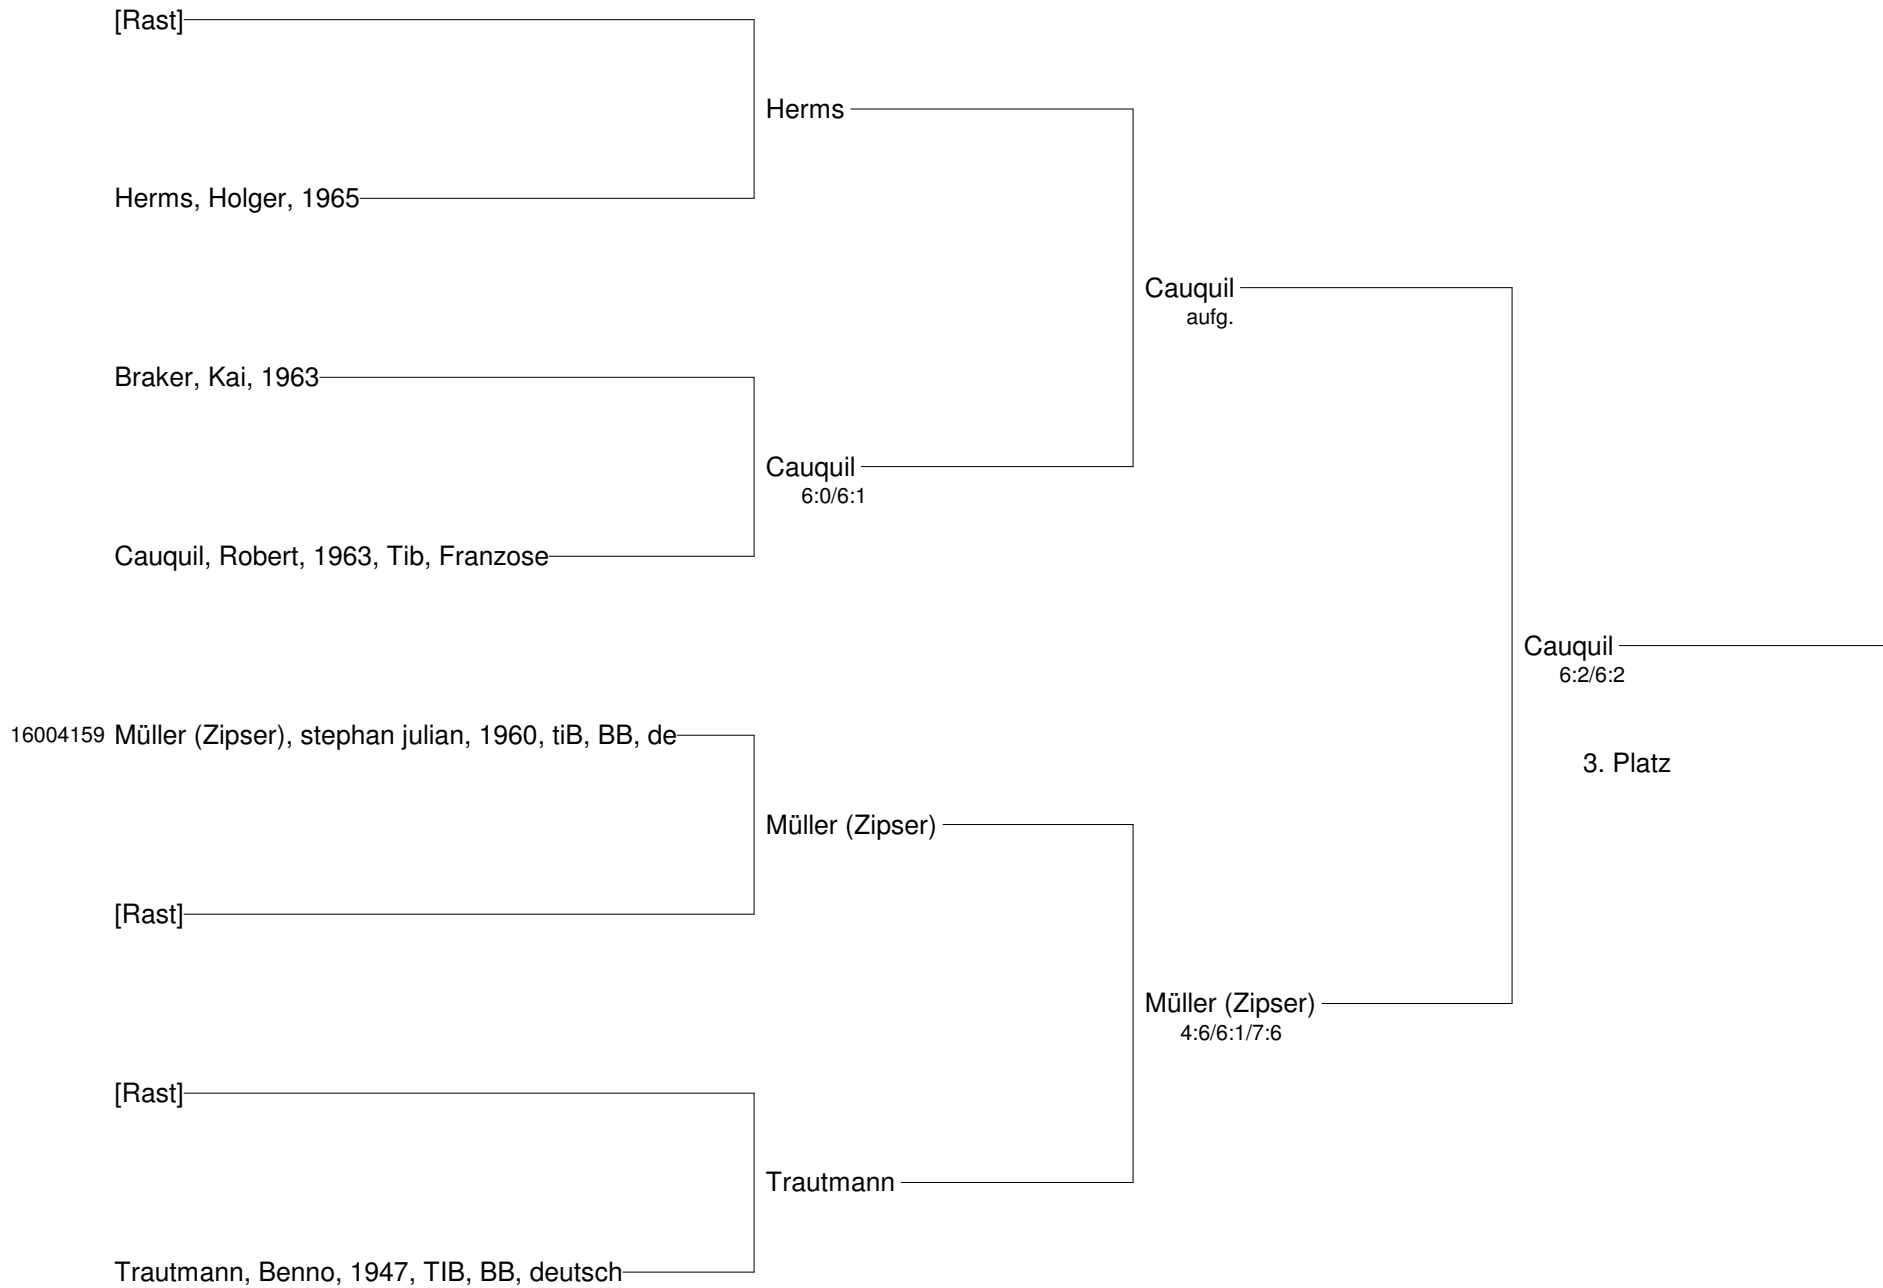 [Rast]
Herms
Herms, Holger, 1965
Cauquil
aufg.
Braker, Kai, 1963
Cauquil
6:0/6:1
Cauquil, Robert, 1963, Tib, Franzose
Cauquil
6:2/6:2
16004159 Müller (Zipser), stephan julian, 1960, tiB, BB, de
3. Platz
Müller (Zipser)
[Rast]
Müller (Zipser)
4:6/6:1/7:6
[Rast]
Trautmann
Trautmann, Benno, 1947, TIB, BB, deutsch